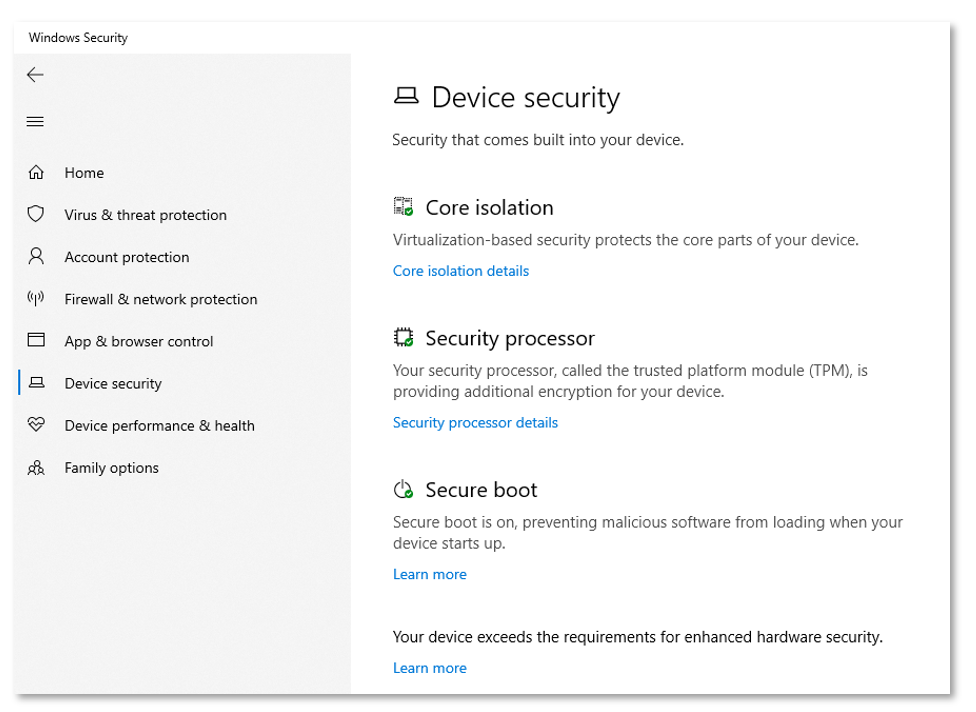 Windows Security
Home
Virus & threat protection
Account protection
Firewall & network protection
App & browser control
Device security
Device performance & health
Family options
Device security
Security that comes built into your device.
Core isolation
Virtualization-based security protects the core parts of your device.
Core isolation details
Security processor
Your security processor, called the trusted platform module (TPM), is
providing additional encryption for your device.
Security processor details
Secure boot
Secure boot is on, preventing malicious software from loading when your
device starts up.
Learn more
Your device exceeds the requirements for enhanced hardware security.
Learn more